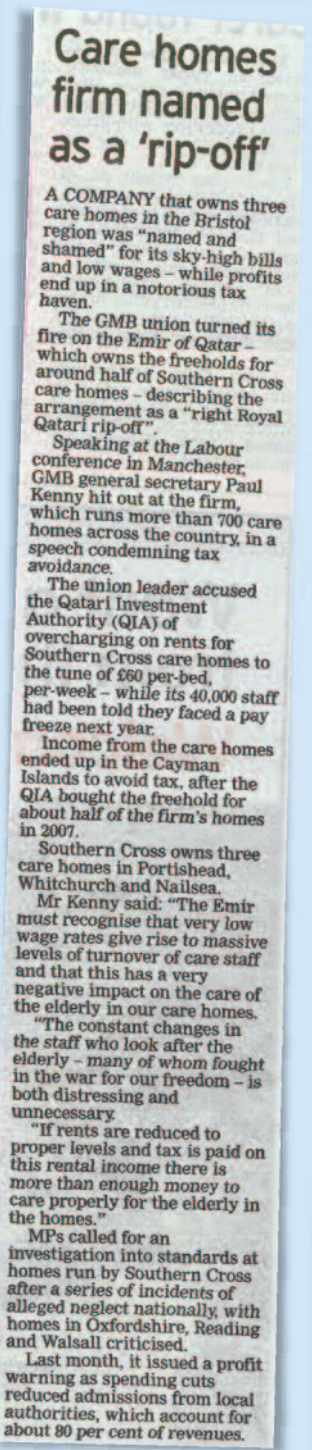 Care homes
firm named
as a 'rip-off'
A COMPANY that owns three
care homes in the Bristol
region was "named and
shamed" for its sky-high bills
and low wages – while profits
end up in a notorious tax
haven.
The GMB union turned its
fire on the Emir of Qatar –
which owns the freeholds for
around half of Southern Cross
care homes – describing the
arrangement as a "right Royal
Qatari rip-off".
Speaking at the Labour
conference in Manchester,
GMB general secretary Paul
Kenny hit out at the firm,
which runs more than 700 care
homes across the country, in a
speech condemning tax
avoidance.
The union leader accused
the Qatari Investment
Authority (QIA) of
overcharging on rents for
Southern Cross care homes to
the tune of £60 per-bed,
per-week – while its 40,000 staff
had been told they faced a pay
freeze next year.
Income from the care homes
ended up in the Cayman
Islands to avoid tax, after the
QIA bought the freehold for
about half of the firm's homes
in 2007.
Southern Cross owns three
care homes in Portishead,
Whitchurch and Nailsea.
Mr Kenny said: "The Emir
must recognise that very low
wage rates give rise to massive
levels of turnover of care staff
and that this has a very
negative impact on the care of
the elderly in our care homes.
"The constant changes in
the staff who look after the
elderly – many of whom fought
in the war for our freedom – is
both distressing and
unnecessary.
"If rents are reduced to
proper levels and tax is paid on
this rental income there is
more than enough money to
care properly for the elderly in
the homes."
MPs called for an
investigation into standards at
homes run by Southern Cross
after a series of incidents of
alleged neglect nationally, with
homes in Oxfordshire, Reading
and Walsall criticised.
Last month, it issued a profit
warning as spending cuts
reduced admissions from local
authorities, which account for
about 80 per cent of revenues.